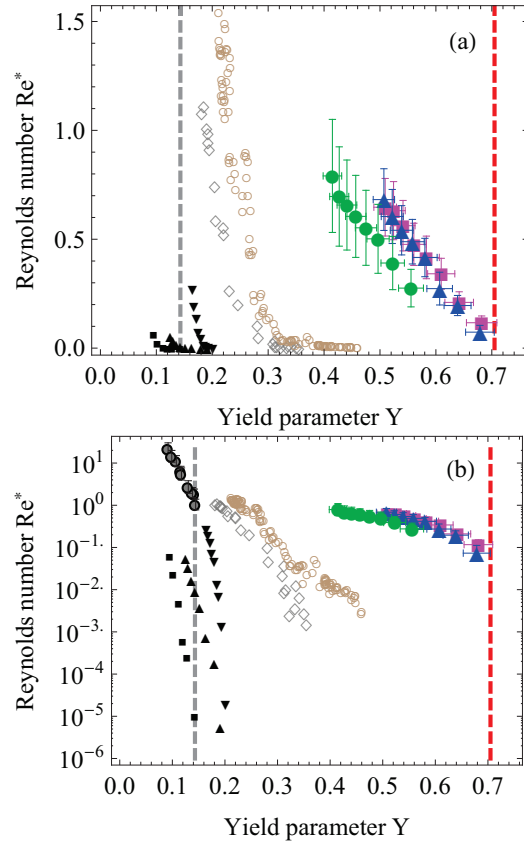 (a)
Reynolds number Re*
1.5
1.0
0.5
0.0
0.0 0.1 0.2 0.3 0.4 0.5 0.6 0.7
Yield parameter Y
(b)
Reynolds number Re*
10¹
10⁰
10⁻¹·
10⁻²·
10⁻³·
10⁻⁴
10⁻⁵
10⁻⁶
0.0 0.1 0.2 0.3 0.4 0.5 0.6 0.7
Yield parameter Y